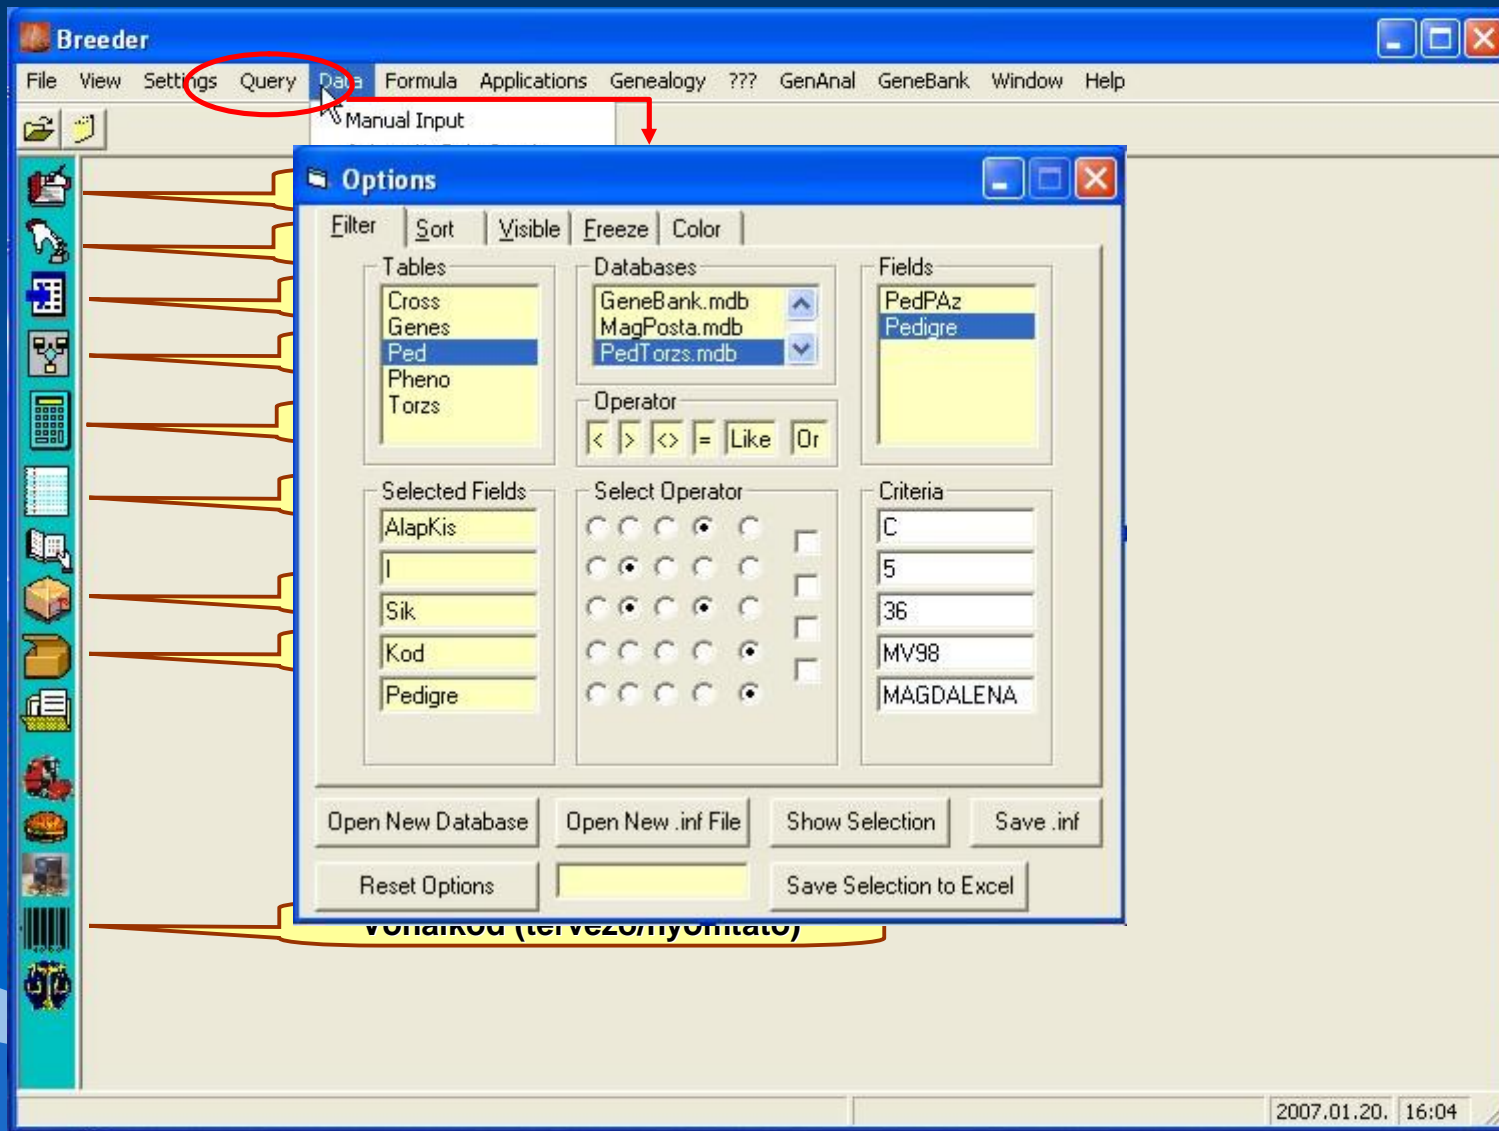 Breeder
File View Settings Query Data Formula Applications Genealogy ??? GenAnal GeneBank Window Help
Manual Input
Options
Filter Sort Visible Freeze Color
Tables Databases Fields
Cross GeneBank.mdb PedPAz
Genes MagPosta.mdb Pedigre
Ped PedTorzs.mdb
Pheno
Torzs Operator
< > <> = Like Or
Selected Fields Select Operator Criteria
AlapKis C
I 5
Sik 36
Kod MV98
Pedigre MAGDALENA
Open New Database Open New .inf File Show Selection Save .inf
Reset Options Save Selection to Excel
Vonalkód (tervező/nyomtató)
2007.01.20. 16:04